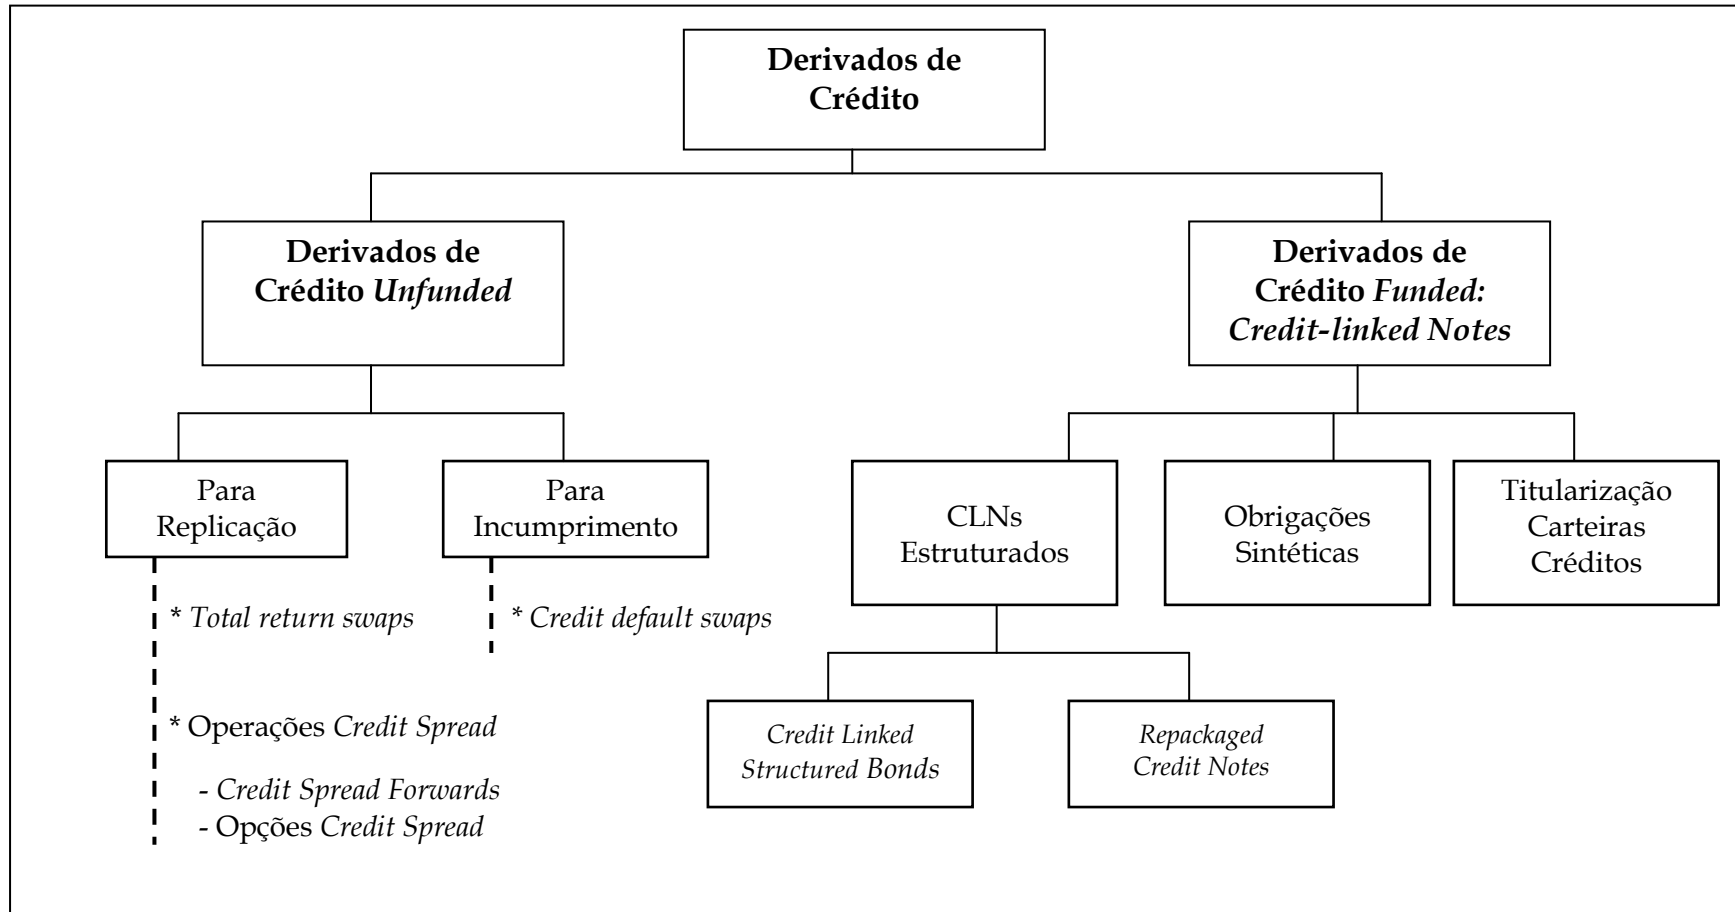 Derivados de
Crédito
Derivados de
Crédito Unfunded
Derivados de
Crédito Funded:
Credit-linked Notes
Para
Replicação
Para
Incumprimento
CLNs
Estruturados
Obrigações
Sintéticas
Titularização
Carteiras
Créditos
* Total return swaps
* Credit default swaps
* Operações Credit Spread
- Credit Spread Forwards
- Opções Credit Spread
Credit Linked
Structured Bonds
Repackaged
Credit Notes